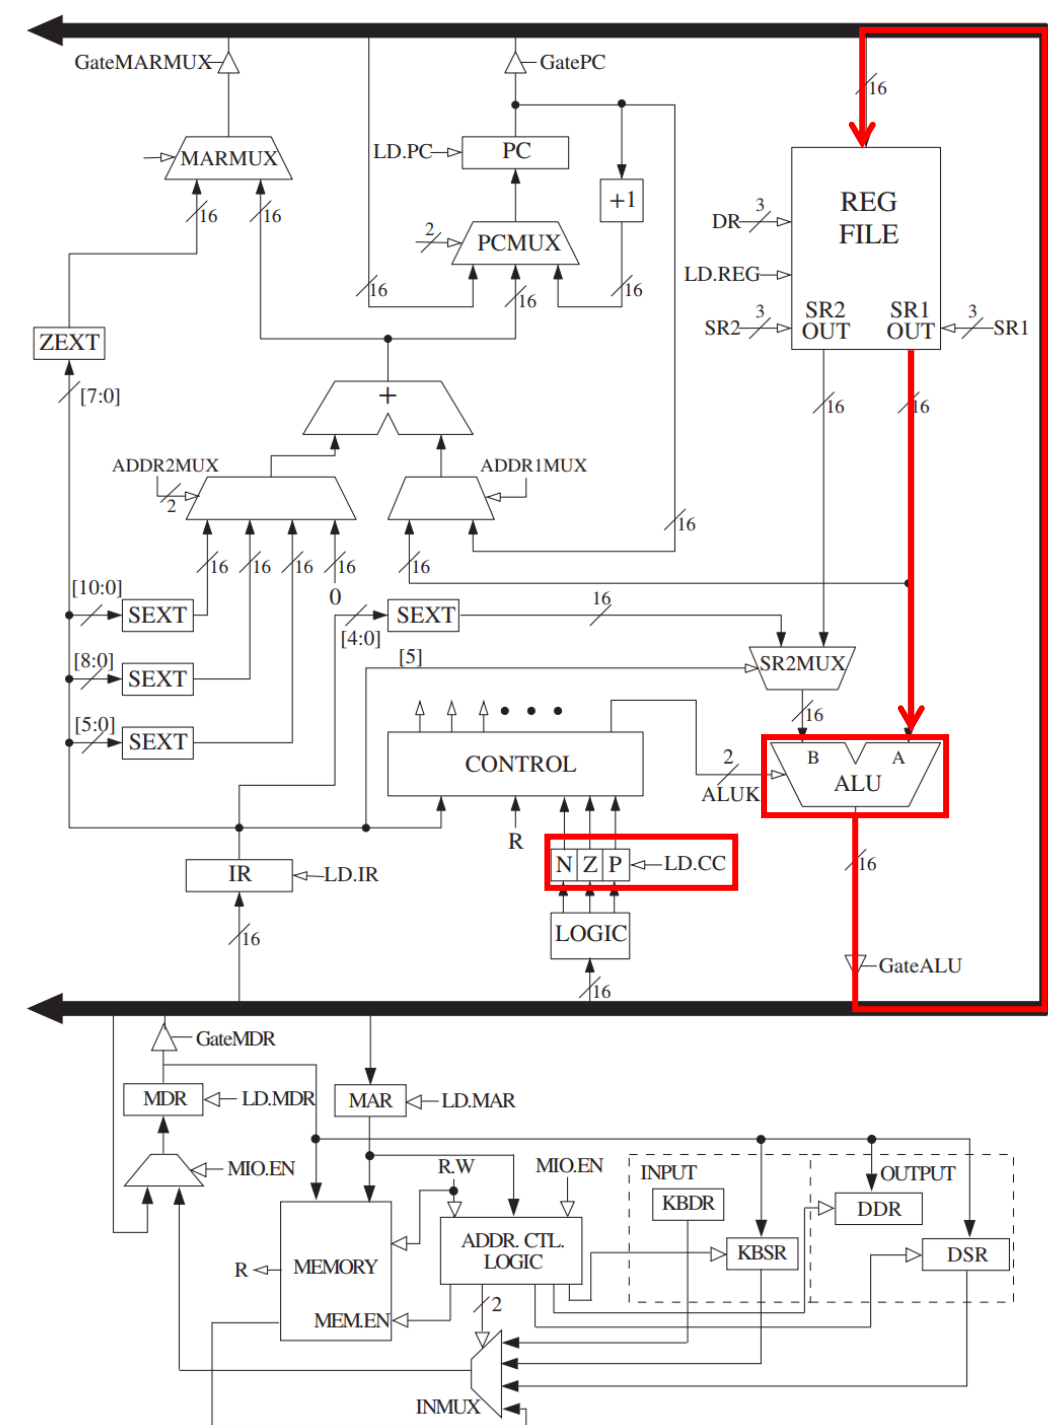 GateMARMUX
GatePC
16
LD.PC
PC
MARMUX
+1
REG
FILE
3
DR
16
16
2
PCMUX
LD.REG
16
16
16
SR2
3
SR2
OUT
SR1
OUT
3
SR1
ZEXT
[7:0]
+
16
16
ADDR2MUX
2
ADDR1MUX
16
16
16
16
16
16
[10:0]
SEXT
0
[4:0]
SEXT
16
[8:0]
SEXT
[5]
SR2MUX
[5:0]
SEXT
16
CONTROL
2
ALUK
B
A
ALU
R
IR
LD.IR
N Z P
LD.CC
16
16
LOGIC
16
GateALU
GateMDR
MDR
LD.MDR
MAR
LD.MAR
MIO.EN
R.W
MIO.EN
INPUT
OUTPUT
KBDR
DDR
ADDR. CTL.
LOGIC
KBSR
DSR
R
MEMORY
MEM.EN
2
INMUX